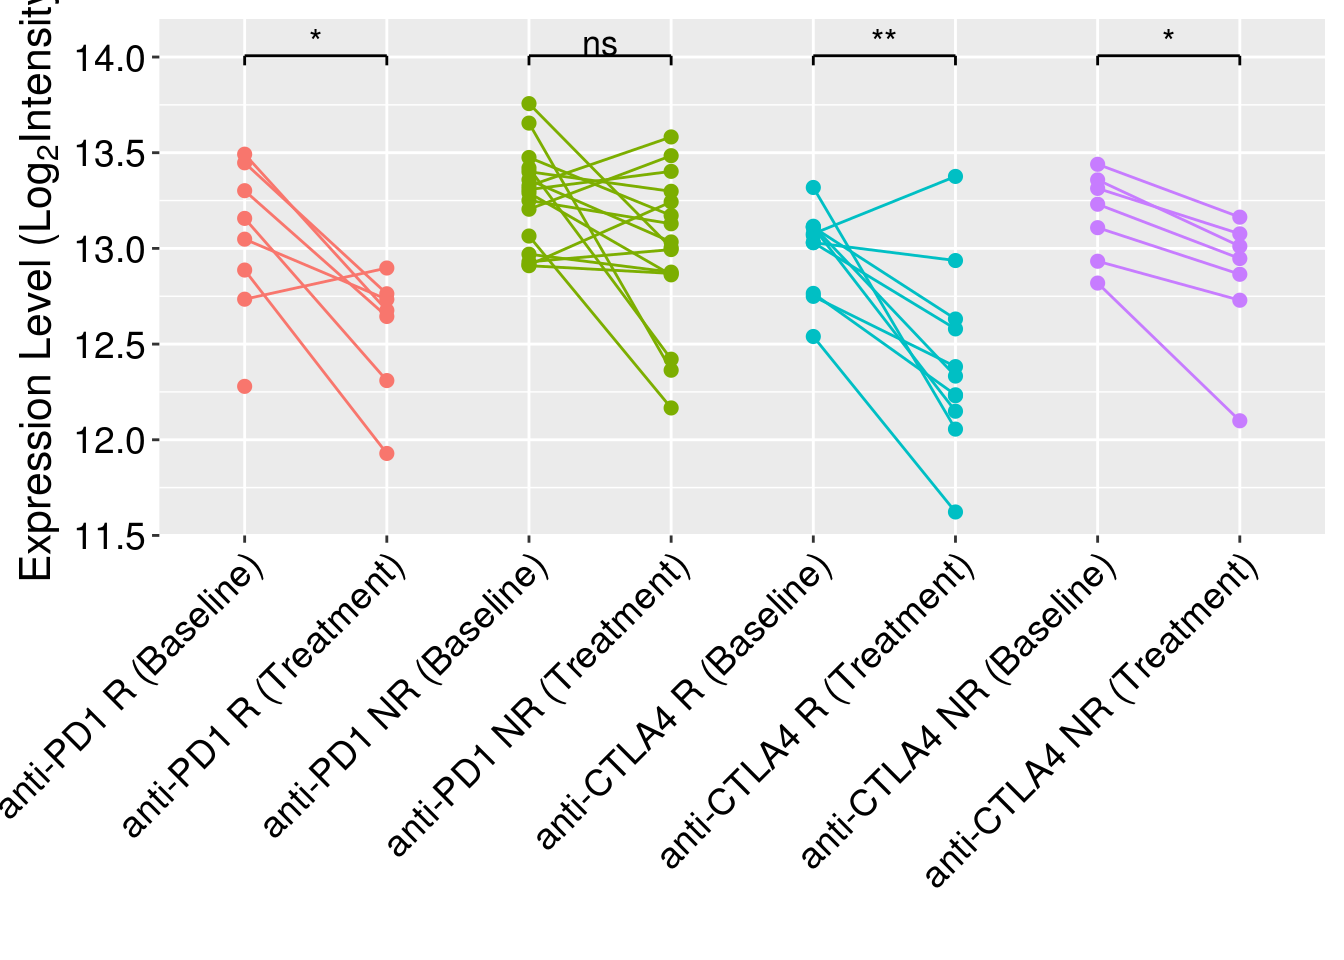 Expression Level (Log2Intensity
14.0
13.5
13.0
12.5
12.0
11.5
*
ns
**
*
anti-PD1 R (Baseline)
anti-PD1 R (Treatment)
anti-PD1 NR (Baseline)
anti-PD1 NR (Treatment)
anti-CTLA4 R (Baseline)
anti-CTLA4 R (Treatment)
anti-CTLA4 NR (Baseline)
anti-CTLA4 NR (Treatment)